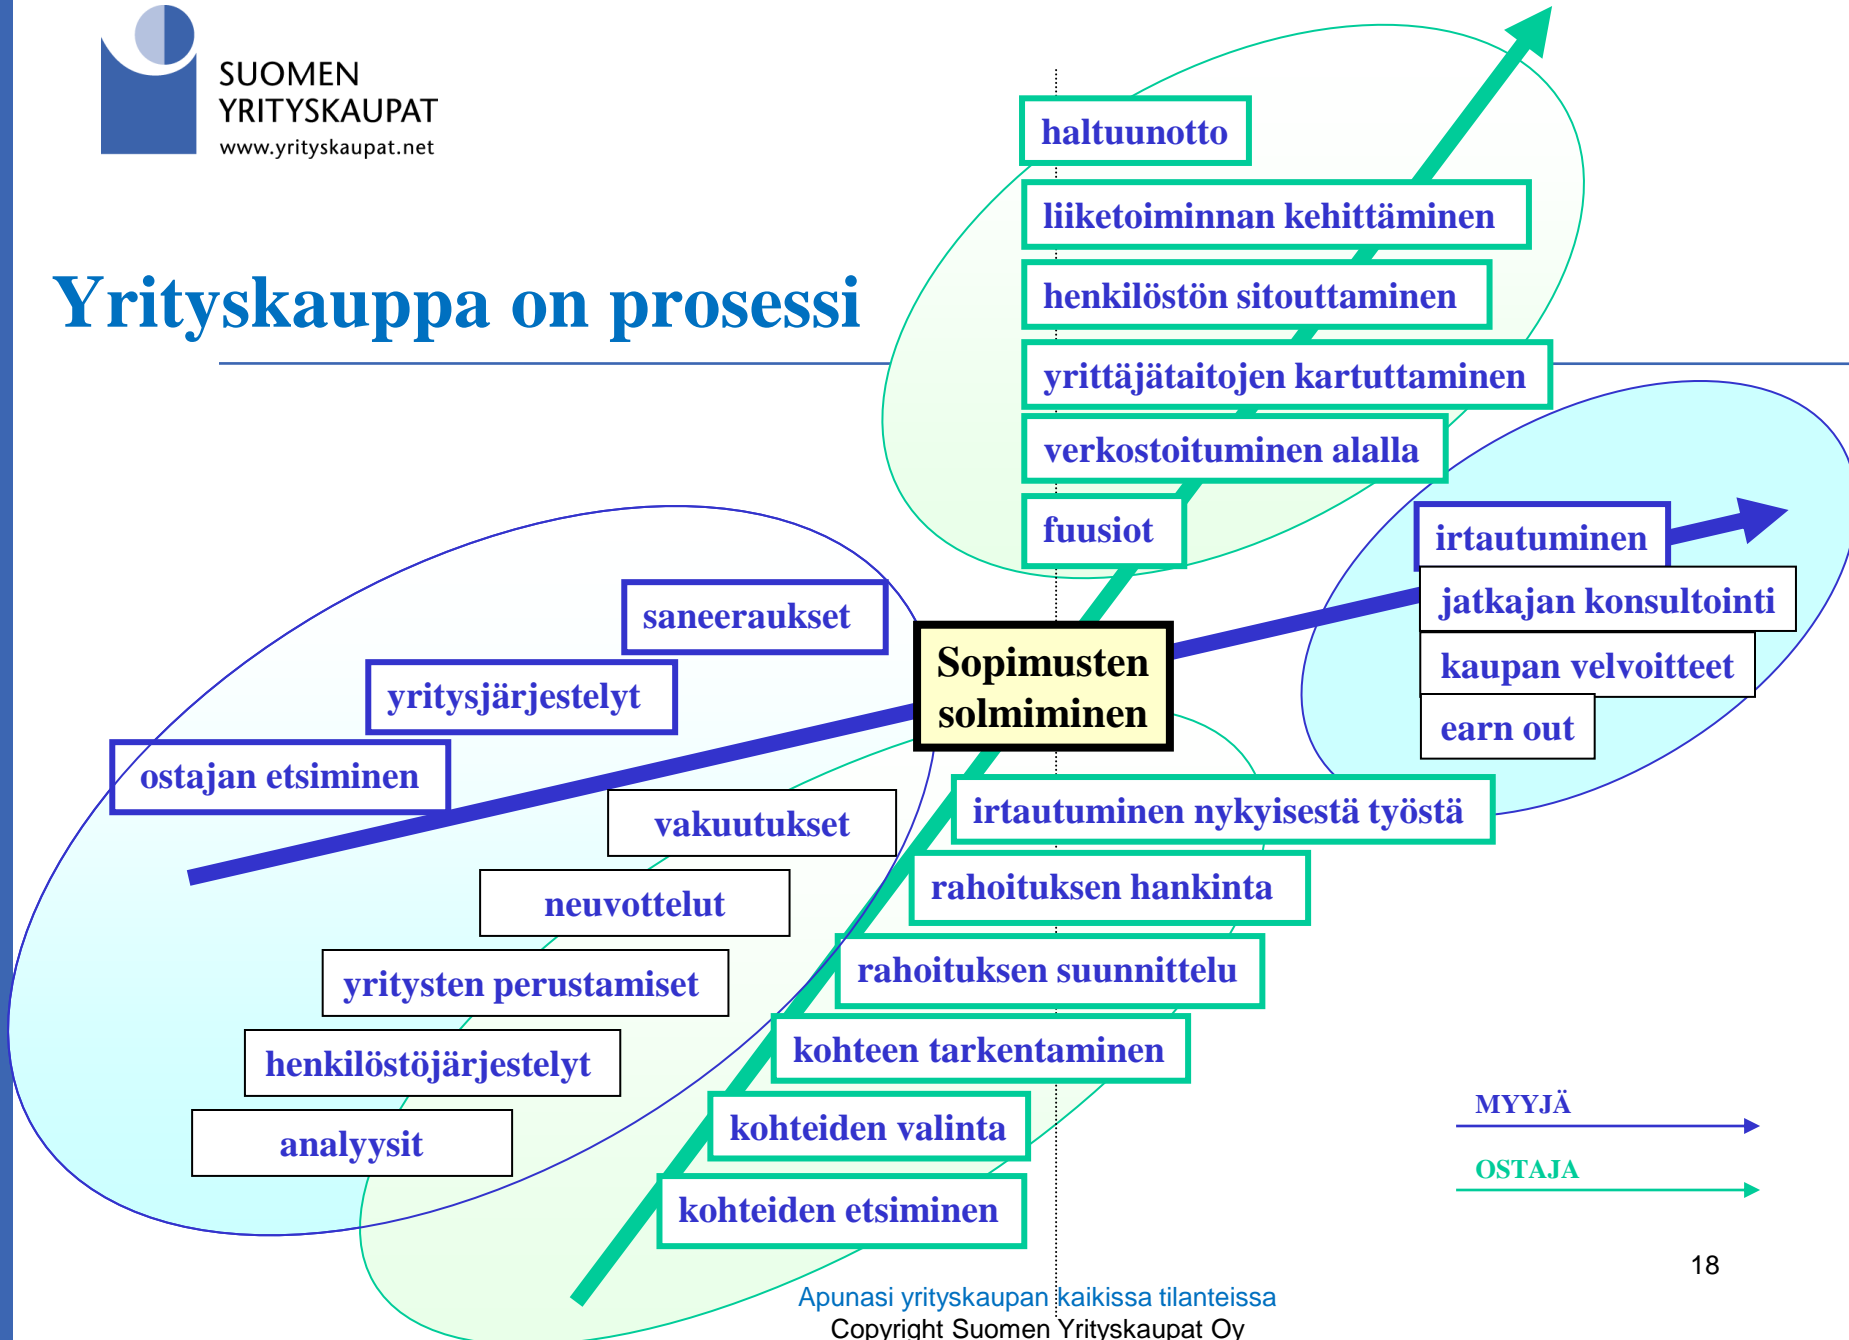 SUOMEN
YRITYSKAUPAT
www.yrityskaupat.net
Yrityskauppa on prosessi
haltuunotto
liiketoiminnan kehittäminen
henkilöstön sitouttaminen
yrittäjätaitojen kartuttaminen
verkostoituminen alalla
fuusiot
irtautuminen
jatkajan konsultointi
kaupan velvoitteet
earn out
saneeraukset
yritysjärjestelyt
ostajan etsiminen
Sopimusten
solmiminen
vakuutukset
neuvottelut
yritysten perustamiset
henkilöstöjärjestelyt
analyysit
irtautuminen nykyisestä työstä
rahoituksen hankinta
rahoituksen suunnittelu
kohteen tarkentaminen
kohteiden valinta
kohteiden etsiminen
MYYJÄ
OSTAJA
18
Apunasi yrityskaupan kaikissa tilanteissa
Copyright Suomen Yrityskaupat Oy